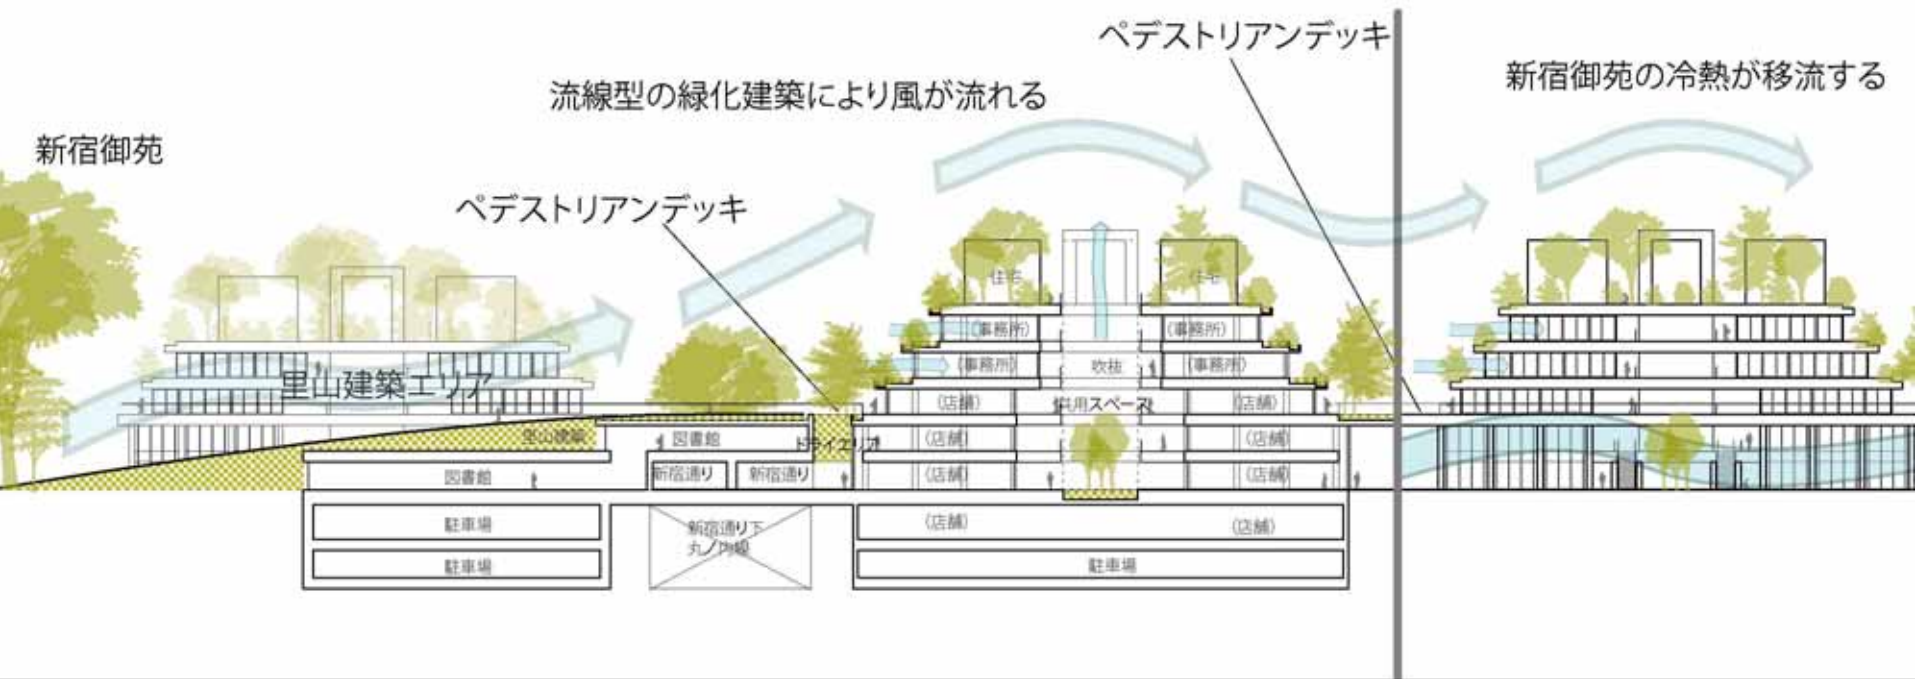 ペデストリアンデッキ
新宿御苑の冷熱が移流する
流線型の緑化建築により風が流れる
新宿御苑
ペデストリアンデッキ
住宅
住宅
(事務所)
(事務所)
(事務所)
吹抜
(事務所)
里山建築エリア
(店舗)
共用スペース
(店舗)
里山建築
図書館
ドライエリア
(店舗)
(店舗)
図書館
新宿通り
新宿通り
(店舗)
(店舗)
駐車場
新宿通り下
丸ノ内線
(店舗)
(店舗)
駐車場
駐車場